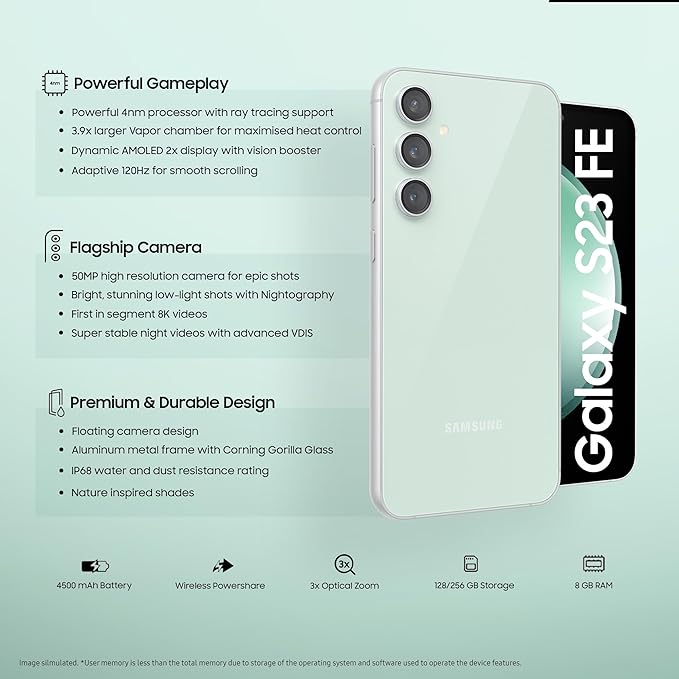 4nm
Powerful Gameplay
• Powerful 4nm processor with ray tracing support
• 3.9x larger Vapor chamber for maximised heat control
• Dynamic AMOLED 2x display with vision booster
• Adaptive 120Hz for smooth scrolling
Flagship Camera
• 50MP high resolution camera for epic shots
• Bright, stunning low-light shots with Nightography
• First in segment 8K videos
• Super stable night videos with advanced VDIS
Premium & Durable Design
• Floating camera design
• Aluminum metal frame with Corning Gorilla Glass
• IP68 water and dust resistance rating
• Nature inspired shades
SAMSUNG
Galaxy S23 FE
4500 mAh Battery
Wireless Powershare
3x
3x Optical Zoom
128/256 GB Storage
8 GB RAM
Image silmulated. *User memory is less than the total memory due to storage of the operating system and software used to operate the device features.